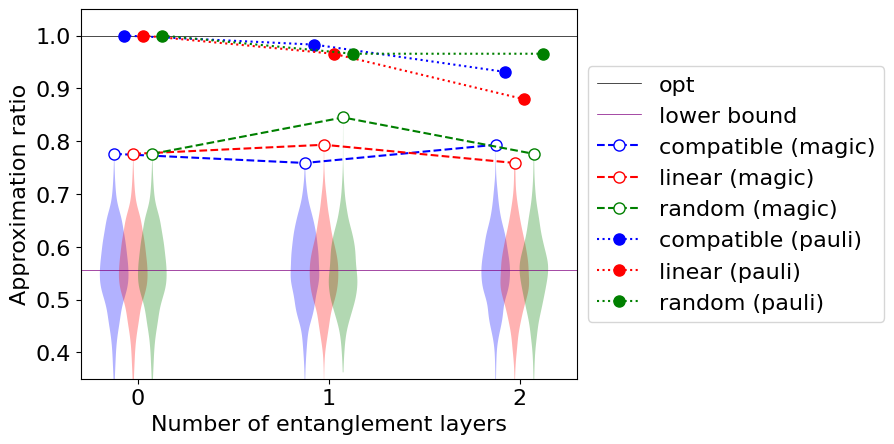 1.0
0.9
0.8
0.7
0.6
0.5
0.4
Approximation ratio
0 1 2
Number of entanglement layers
opt
lower bound
compatible (magic)
linear (magic)
random (magic)
compatible (pauli)
linear (pauli)
random (pauli)